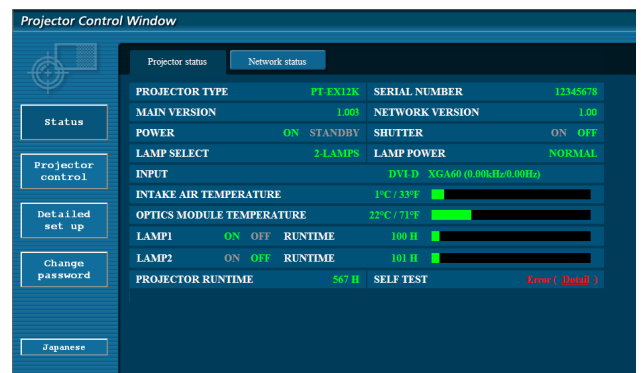 Projector Control Window
Projector status Network status
PROJECTOR TYPE PT-EX12K SERIAL NUMBER 12345678
MAIN VERSION 1.003 NETWORK VERSION 1.00
POWER ON STANDBY SHUTTER ON OFF
LAMP SELECT 2-LAMPS LAMP POWER NORMAL
INPUT DVI-D XGA60 (0.00kHz/0.00Hz)
INTAKE AIR TEMPERATURE 1°C / 33°F
OPTICS MODULE TEMPERATURE 22°C / 71°F
LAMP1 ON OFF RUNTIME 100 H
LAMP2 ON OFF RUNTIME 101 H
PROJECTOR RUNTIME 567 H SELF TEST Error ( Detail )
Status
Projector
control
Detailed
set up
Change
password
Japanese